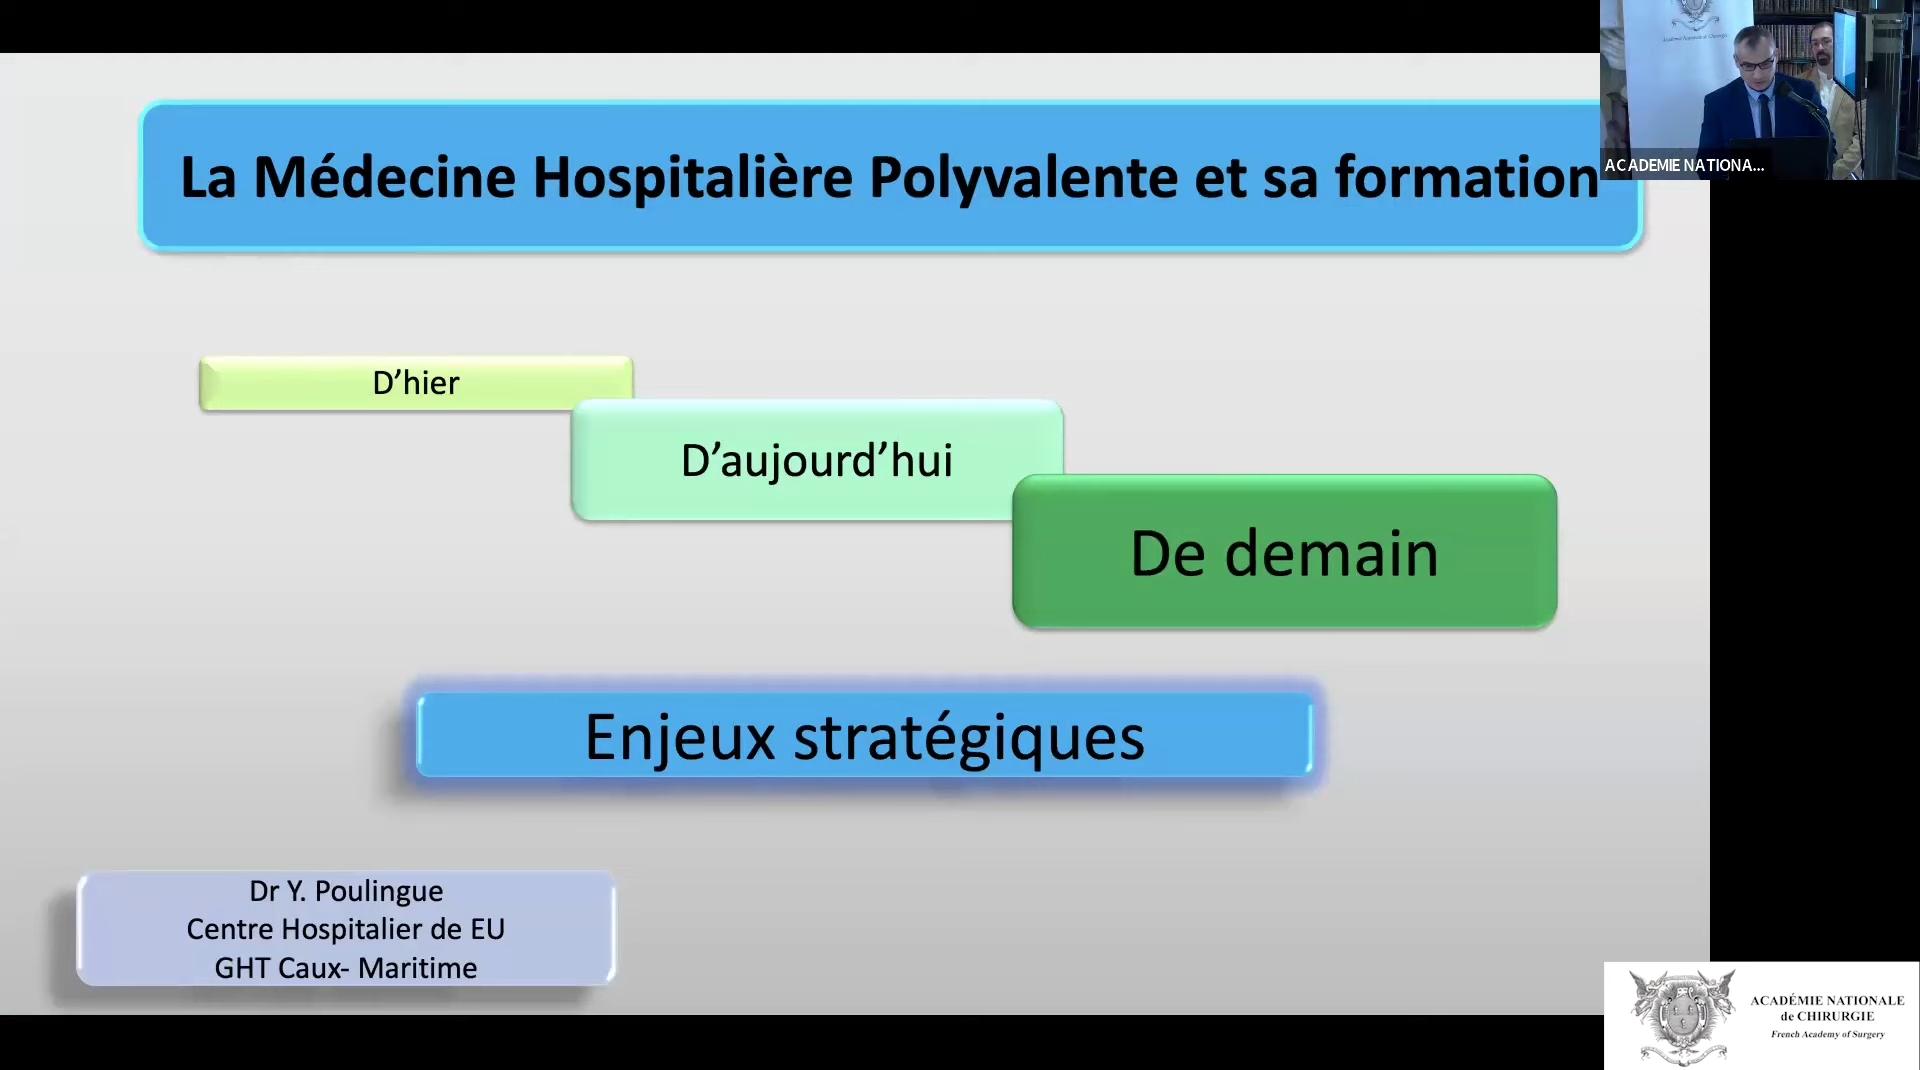 La Médecine Hospitalière Polyvalente et sa formation
ACADEMIE NATIONA...
D’hier
D’aujourd’hui
De demain
Enjeux stratégiques
Dr Y. Poulingue
Centre Hospitalier de EU
GHT Caux- Maritime
ACADÉMIE NATIONALE
de CHIRURGIE
French Academy of Surgery